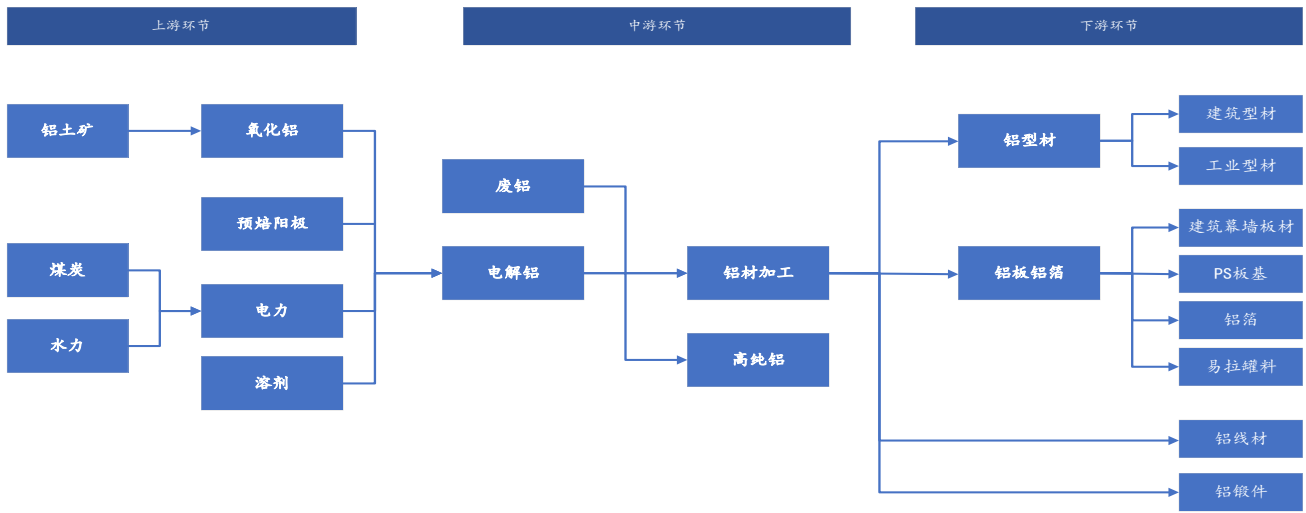 上游环节
中游环节
下游环节
铝土矿
氧化铝
预焙阳极
煤炭
水力
电力
溶剂
废铝
电解铝
铝材加工
高纯铝
铝型材
建筑型材
工业型材
铝板铝箔
建筑幕墙板材
PS板基
铝箔
易拉罐料
铝线材
铝锻件